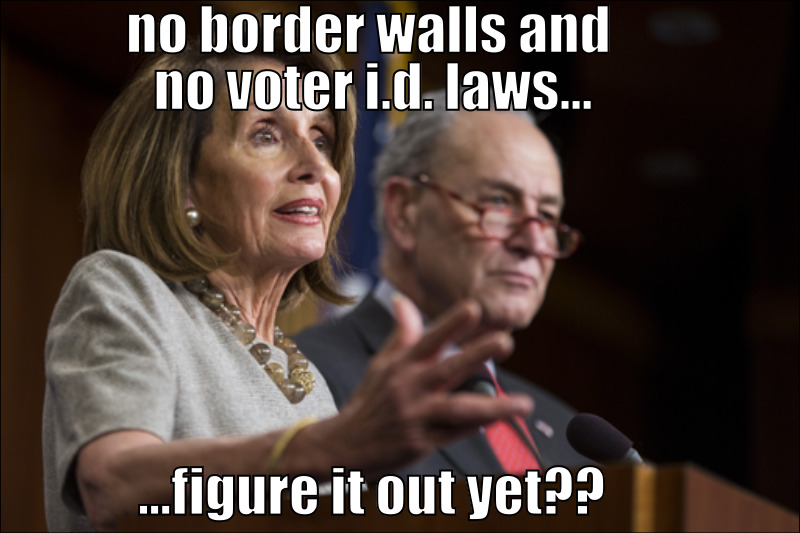 no border walls and
no voter i.d. laws...
...figure it out yet??